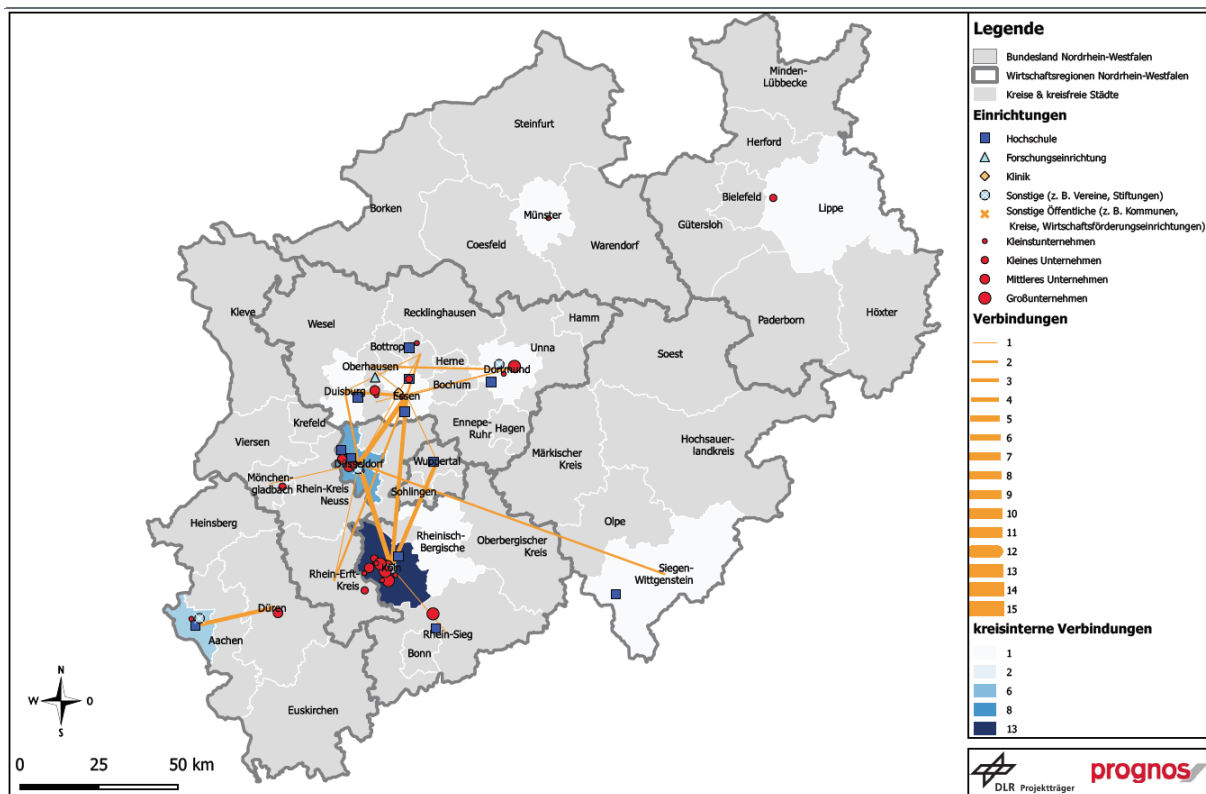 Minden-
Lübbecke
Steinfurt
Herford
Bielefeld
Lippe
Borken
Münster
Gütersloh
Coesfeld
Warendorf
Kleve
Wesel
Recklinghausen
Hamm
Paderborn
Höxter
Bottrop
Unna
Soest
Oberhausen
Herne
Dortmund
Duisburg
Essen
Bochum
Krefeld
Ennepe-
Ruhr
Hagen
Viersen
Märkischer
Kreis
Hochsauer-
landkreis
Düsseldorf
Wuppertal
Mönchen-
gladbach
Rhein-Kreis
Neuss
Sohlingen
Heinsberg
Rheinisch-
Bergische
Oberbergischer
Kreis
Olpe
Rhein-Erft-
Kreis
Köln
Siegen-
Wittgenstein
Düren
Aachen
Rhein-Sieg
Bonn
Euskirchen
N
W
O
S
0 25 50 km
Legende
Bundesland Nordrhein-Westfalen
Wirtschaftsregionen Nordrhein-Westfalen
Kreise & kreisfreie Städte
Einrichtungen
Hochschule
Forschungseinrichtung
Klinik
Sonstige (z. B. Vereine, Stiftungen)
Sonstige Öffentliche (z. B. Kommunen,
Kreise, Wirtschaftsförderungseinrichtungen)
Kleinstunternehmen
Kleines Unternehmen
Mittleres Unternehmen
Großunternehmen
Verbindungen
1
2
3
4
5
6
7
8
9
10
11
12
13
14
15
kreisinterne Verbindungen
1
2
6
8
13
DLR Projektträger
prognos